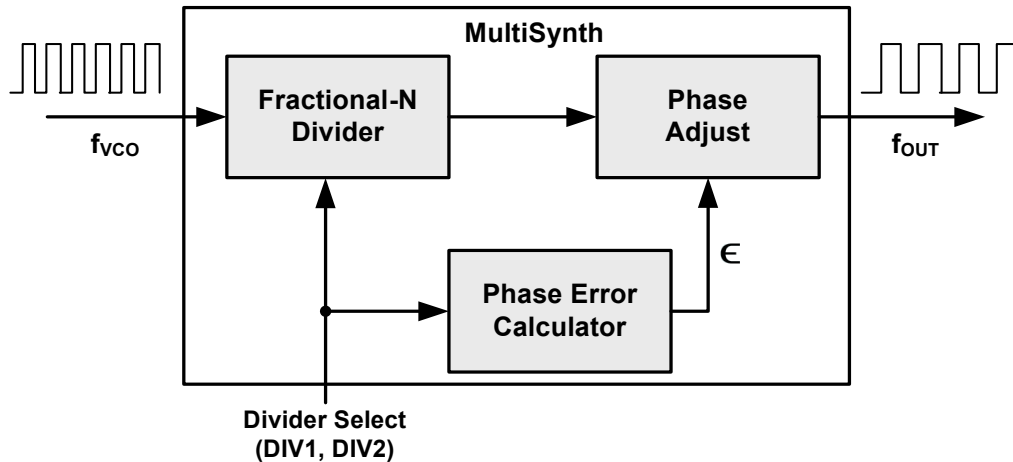 MultiSynth
Fractional-N
Divider
Phase
Adjust
fVCO
fOUT
ϵ
Phase Error
Calculator
Divider Select
(DIV1, DIV2)